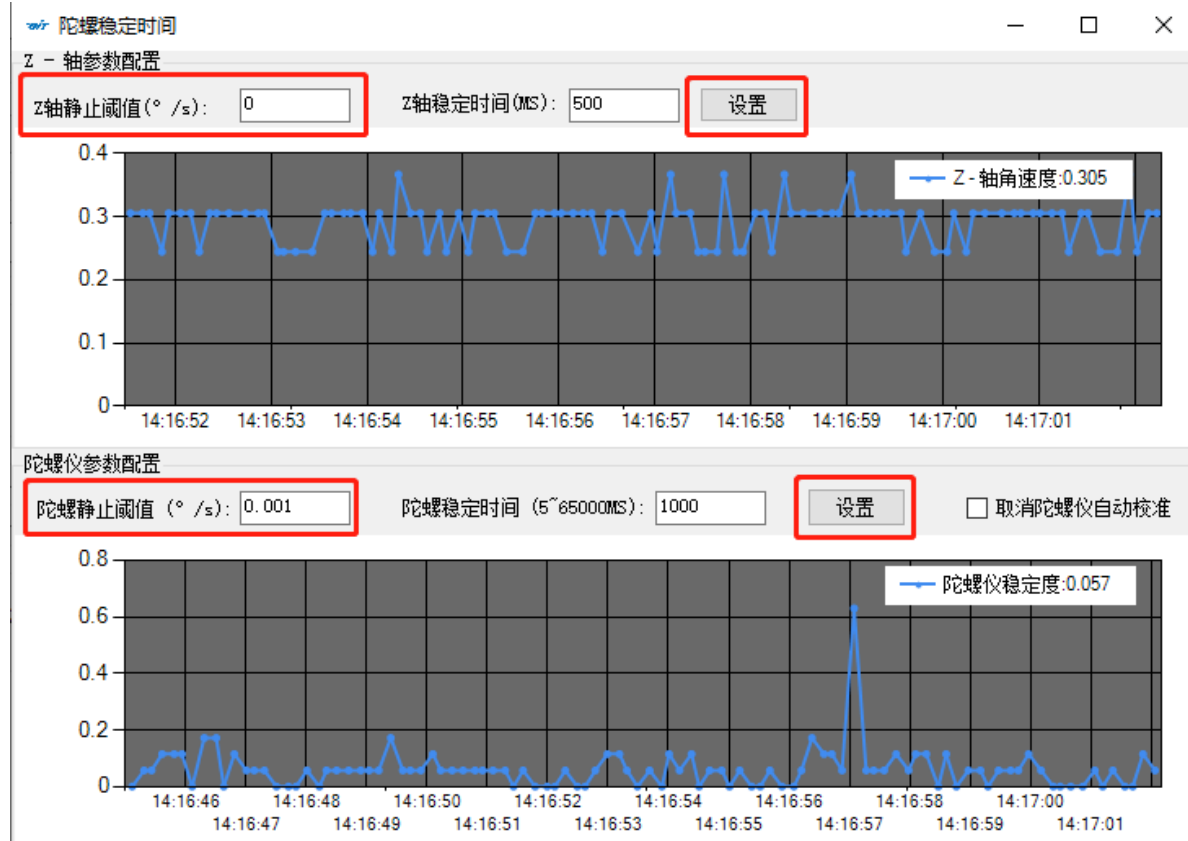 陀螺稳定时间
Z - 轴参数配置
Z轴静止阈值(° /s): 0 Z轴稳定时间(MS): 500 设置
0.4
Z - 轴角速度:0.305
0.3
0.2
0.1
0
14:16:52 14:16:53 14:16:54 14:16:55 14:16:56 14:16:57 14:16:58 14:16:59 14:17:00 14:17:01
陀螺仪参数配置
陀螺静止阈值 (° /s): 0.001 陀螺稳定时间 (5~65000MS): 1000 设置 取消陀螺仪自动校准
0.8
陀螺仪稳定度:0.057
0.6
0.4
0.2
0
14:16:46 14:16:48 14:16:50 14:16:52 14:16:54 14:16:56 14:16:58 14:17:00
14:16:47 14:16:49 14:16:51 14:16:53 14:16:55 14:16:57 14:16:59 14:17:01